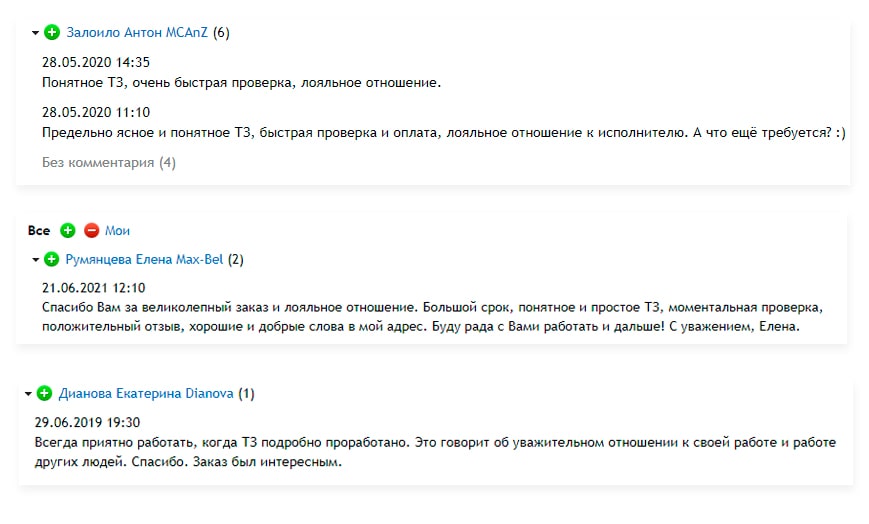 Залоило Антон MCAnZ (6)
28.05.2020 14:35
Понятное ТЗ, очень быстрая проверка, лояльное отношение.
28.05.2020 11:10
Предельно ясное и понятное ТЗ, быстрая проверка и оплата, лояльное отношение к исполнителю. А что ещё требуется? :)
Без комментария (4)
Все Мои
Румянцева Елена Max-Bel (2)
21.06.2021 12:10
Спасибо Вам за великолепный заказ и лояльное отношение. Большой срок, понятное и простое ТЗ, моментальная проверка,
положительный отзыв, хорошие и добрые слова в мой адрес. Буду рада с Вами работать и дальше! С уважением, Елена.
Дианова Екатерина Dianova (1)
29.06.2019 19:30
Всегда приятно работать, когда ТЗ подробно проработано. Это говорит об уважительном отношении к своей работе и работе
других людей. Спасибо. Заказ был интересным.